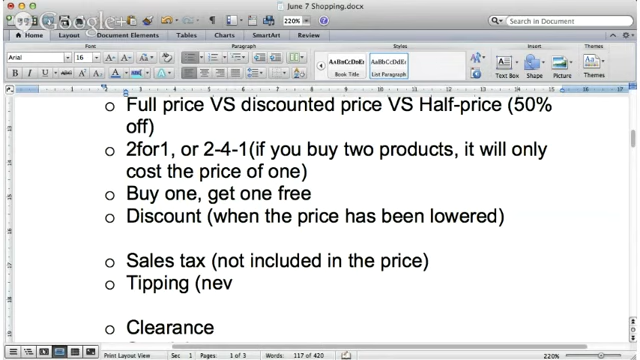 June 7 Shopping.docx
Google+
220%
Search in Document
Home Layout Document Elements Tables Charts SmartArt Review
Font Paragraph Styles Insert Themes
Arial 16
AaBbCcDdEe AaBbCcDdEe
Book Title List Paragraph
Text Box Shape Picture Themes
Full price VS discounted price VS Half-price (50%
off)
2for1, or 2-4-1(if you buy two products, it will only
cost the price of one)
Buy one, get one free
Discount (when the price has been lowered)
Sales tax (not included in the price)
Tipping (nev
Clearance
Print Layout View Sec 1 Pages: 1 of 3 Words: 117 of 420 220%